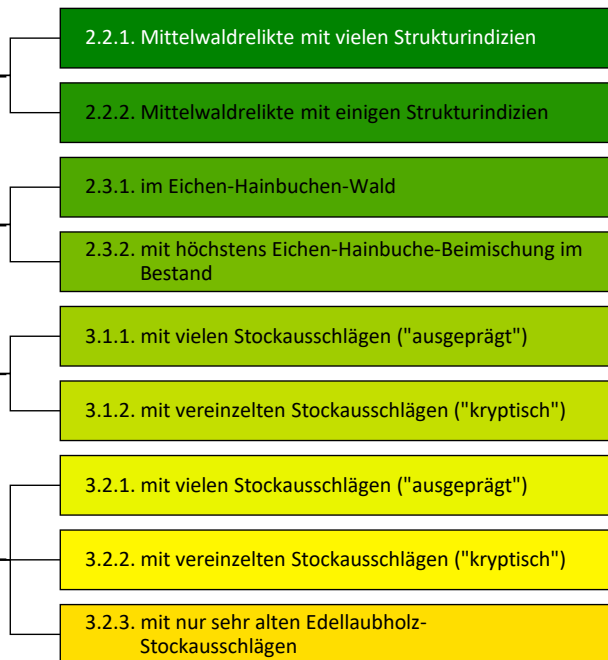 2.2.1. Mittelwaldrelikte mit vielen Strukturindizien
2.2.2. Mittelwaldrelikte mit einigen Strukturindizien
2.3.1. im Eichen-Hainbuchen-Wald
2.3.2. mit höchstens Eichen-Hainbuche-Beimischung im
Bestand
3.1.1. mit vielen Stockausschlägen ("ausgeprägt")
3.1.2. mit vereinzelten Stockausschlägen ("kryptisch")
3.2.1. mit vielen Stockausschlägen ("ausgeprägt")
3.2.2. mit vereinzelten Stockausschlägen ("kryptisch")
3.2.3. mit nur sehr alten Edellaubholz-
Stockausschlägen